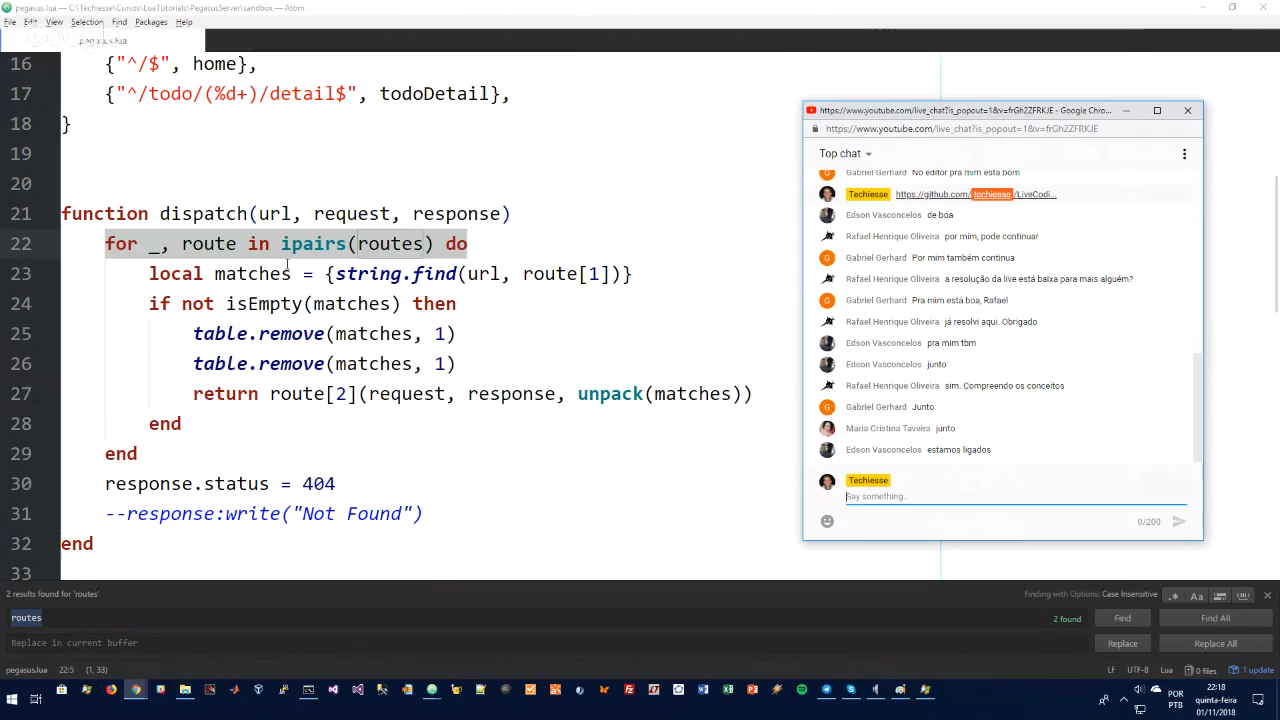 pegasus.lua — C:\Techiesse\Cursos\LuaTutorials\PegasusServer\sandbox — Atom
File Edit View Selection Find Packages Help
pegasus.lua
16 {"^/$", home},
17 {"^/todo/(%d+)/detail$", todoDetail},
18 }
19
20
21 function dispatch(url, request, response)
22 for _, route in ipairs(routes) do
23 local matches = {string.find(url, route[1])}
24 if not isEmpty(matches) then
25 table.remove(matches, 1)
26 table.remove(matches, 1)
27 return route[2](request, response, unpack(matches))
28 end
29 end
30 response.status = 404
31 --response:write("Not Found")
32 end
33
https://www.youtube.com/live_chat?is_popout=1&v=frGh2ZFRKJE - Google Chro...
https://www.youtube.com/live_chat?is_popout=1&v=frGh2ZFRKJE
Top chat
Gabriel Gerhard No editor pra mim está bom
Techiesse https://github.com/techiesse/LiveCodi...
Edson Vasconcelos de boa
Rafael Henrique Oliveira por mim, pode continuar
Gabriel Gerhard Por mim também continua
Rafael Henrique Oliveira a resolução da live está baixa para mais alguém?
Gabriel Gerhard Pra mim está boa, Rafael
Rafael Henrique Oliveira já resolvi aqui. Obrigado
Edson Vasconcelos pra mim tbm
Edson Vasconcelos junto
Rafael Henrique Oliveira sim. Compreendo os conceitos
Gabriel Gerhard Junto
Maria Cristina Taveira junto
Edson Vasconcelos estamos ligados
Techiesse
Say something...
0/200
2 results found for 'routes'
Finding with Options: Case Insensitive
.* Aa
routes
2 found
Find
Find All
Replace in current buffer
Replace
Replace All
pegasus.lua 22:5 (1, 33)
LF UTF-8 Lua 0 files 1 update
POR
PTB
22:18
quinta-feira
01/11/2018